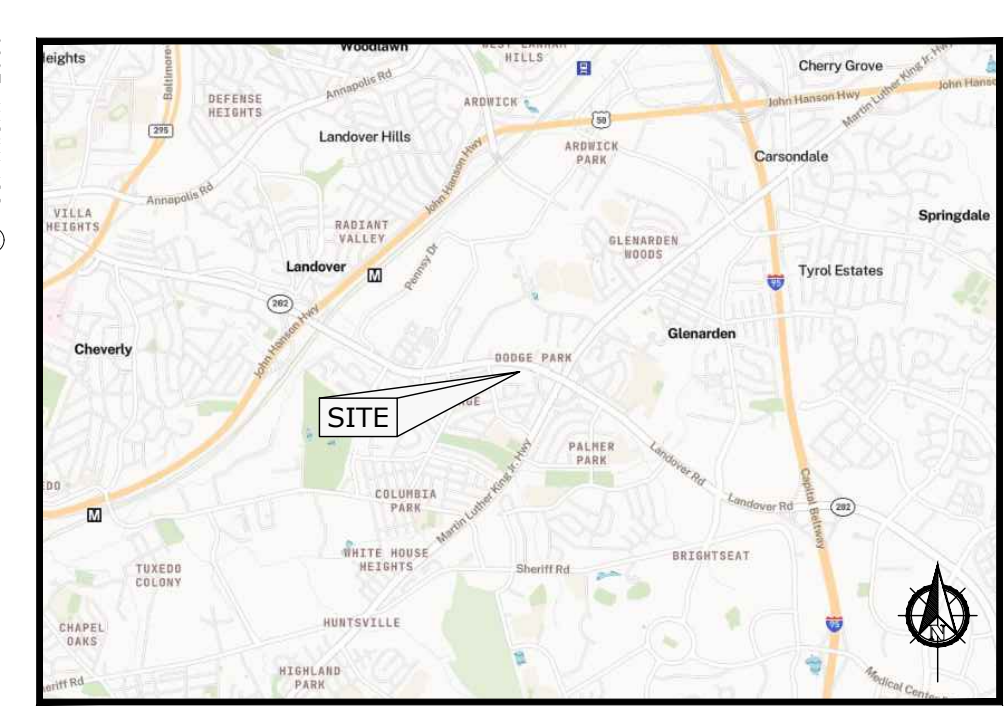 Heights
Woodlawn
WEST LANHAM
HILLS
Cherry Grove
Baltimore
Annapolis Rd
DEFENSE
HEIGHTS
ARDWICK
John Hanson Hwy
Martin Luther King Jr. Hwy
John Hanson
295
50
Landover Hills
ARDWICK
PARK
Carsondale
John Hanson Hwy
Annapolis Rd
VILLA
HEIGHTS
RADIANT
VALLEY
GLENARDEN
WOODS
Springdale
Landover
M
Pennsy Dr
95
Tyrol Estates
202
John Hanson Hwy
Glenarden
Cheverly
DODGE PARK
SITE
PALMER
PARK
Landover Rd
Martin Luther King Jr. Hwy
COLUMBIA
PARK
Landover Rd
202
Capital Beltway
M
WHITE HOUSE
HEIGHTS
Sheriff Rd
BRIGHTSEAT
TUXEDO
COLONY
HUNTSVILLE
95
N
CHAPEL
OAKS
HIGHLAND
PARK
Sheriff Rd
Medical Center